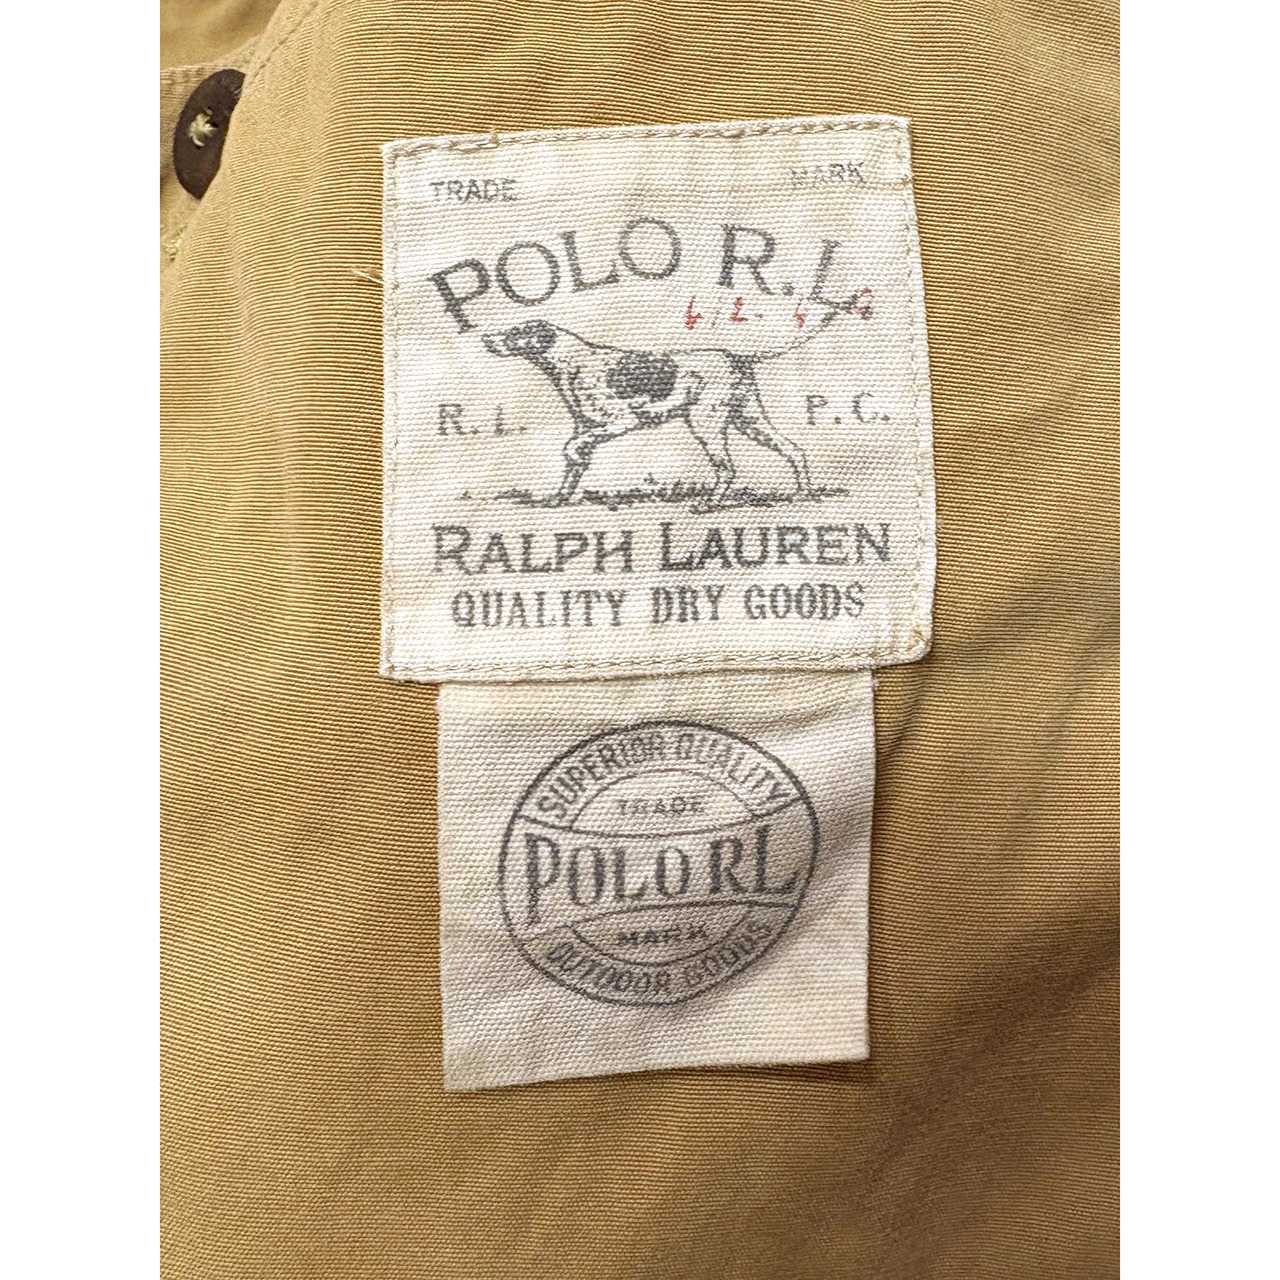 TRADE MARK
POLO R.L.
R.L. P.C.
RALPH LAUREN
QUALITY DRY GOODS
SUPERIOR QUALITY
TRADE
POLO RL
MARK
OUTDOOR GOODS